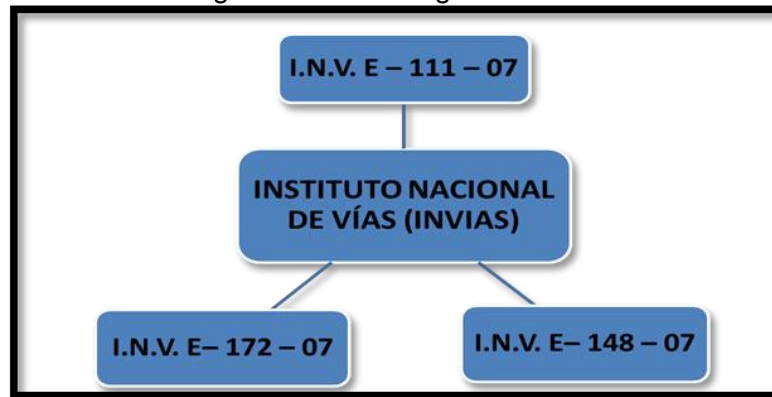 I.N.V. E – 111 – 07
INSTITUTO NACIONAL
DE VÍAS (INVIAS)
I.N.V. E– 172 – 07
I.N.V. E– 148 – 07